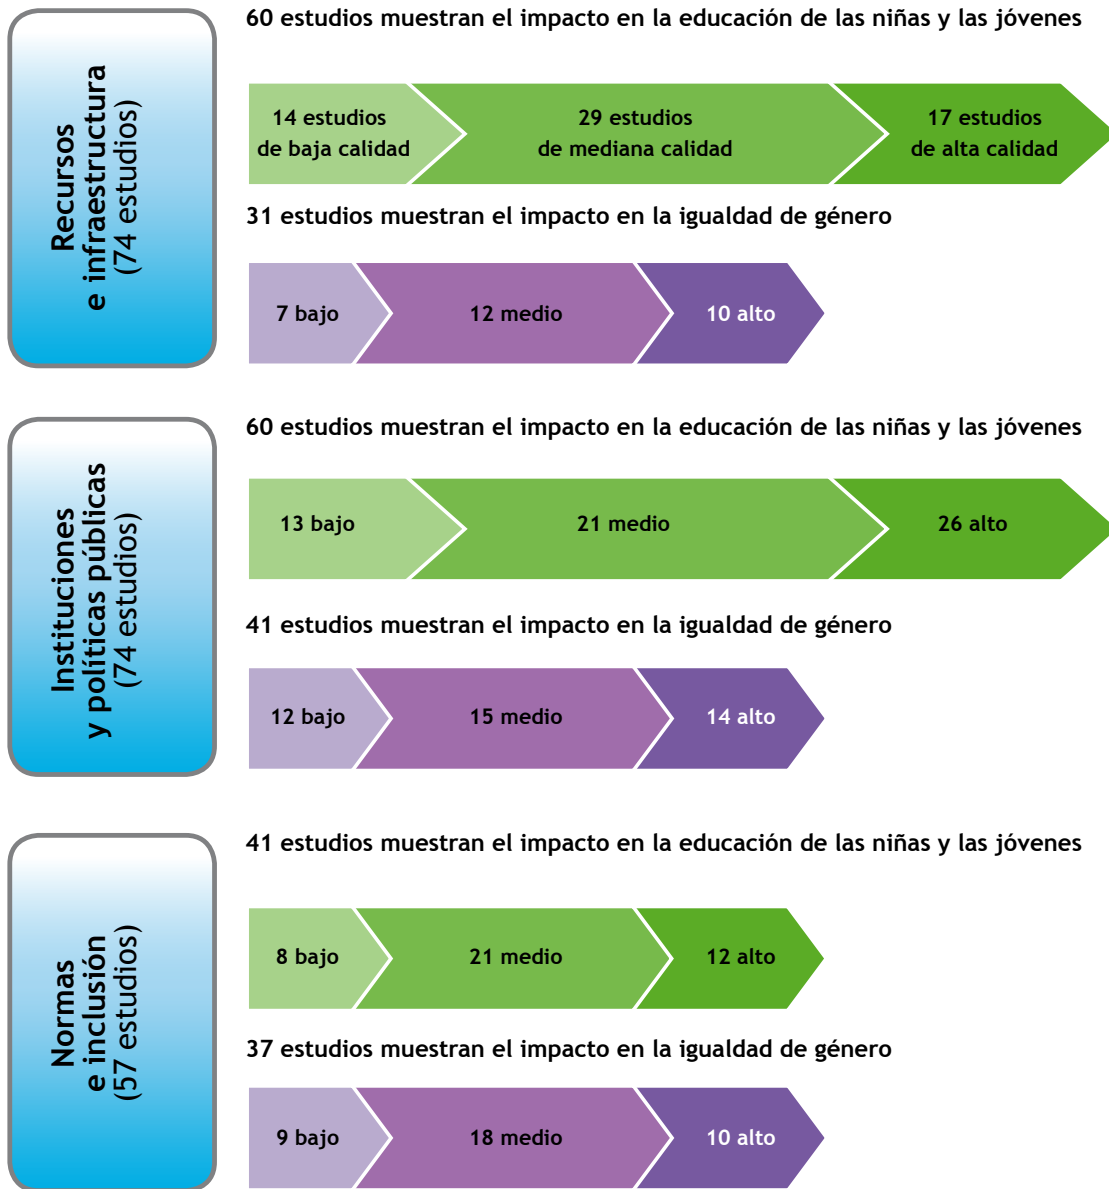 Recursos
e infraestructura
(74 estudios)
60 estudios muestran el impacto en la educación de las niñas y las jóvenes
14 estudios
de baja calidad
29 estudios
de mediana calidad
17 estudios
de alta calidad
31 estudios muestran el impacto en la igualdad de género
7 bajo
12 medio
10 alto
Instituciones
y políticas públicas
(74 estudios)
60 estudios muestran el impacto en la educación de las niñas y las jóvenes
13 bajo
21 medio
26 alto
41 estudios muestran el impacto en la igualdad de género
12 bajo
15 medio
14 alto
Normas
e inclusión
(57 estudios)
41 estudios muestran el impacto en la educación de las niñas y las jóvenes
8 bajo
21 medio
12 alto
37 estudios muestran el impacto en la igualdad de género
9 bajo
18 medio
10 alto